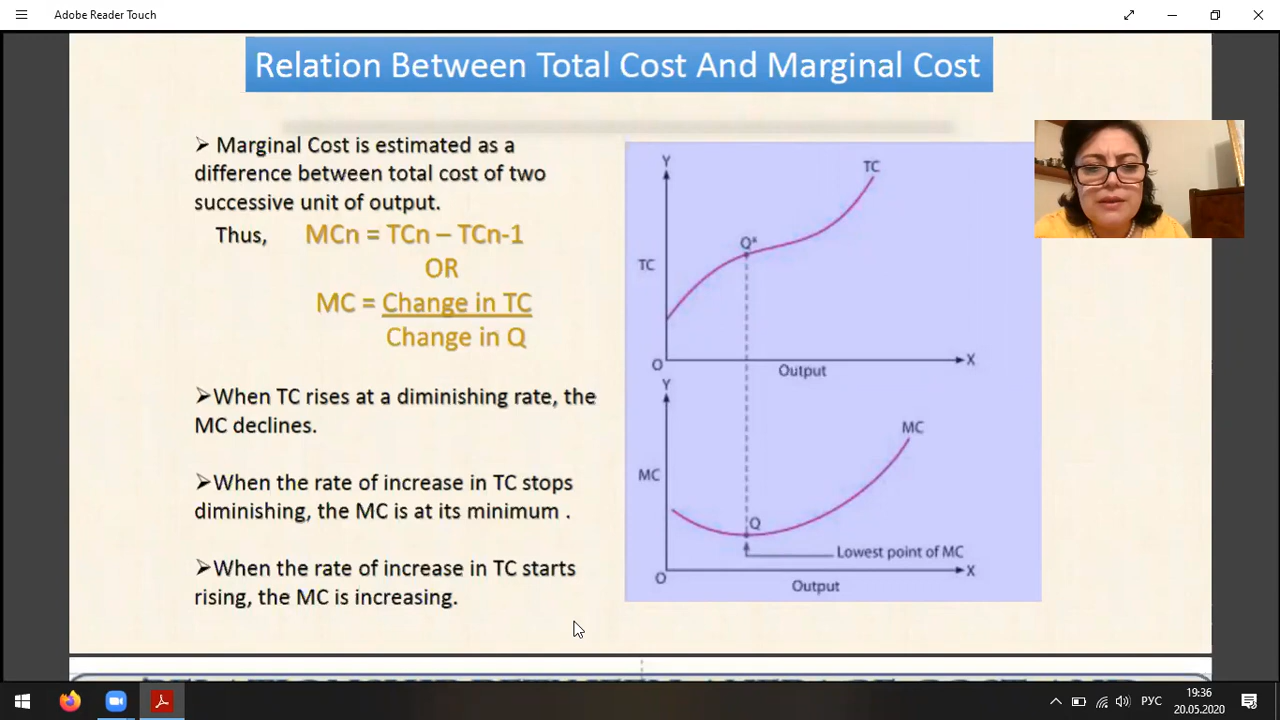 Adobe Reader Touch
Relation Between Total Cost And Marginal Cost
➢ Marginal Cost is estimated as a
difference between total cost of two
successive unit of output.
Thus, MCn = TCn – TCn-1
OR
MC = Change in TC
Change in Q
➢When TC rises at a diminishing rate, the
MC declines.
➢When the rate of increase in TC stops
diminishing, the MC is at its minimum .
➢When the rate of increase in TC starts
rising, the MC is increasing.
Y
TC
Q*
TC
O
Output
X
Y
MC
MC
Q
Lowest point of MC
O
Output
X
РУС
19:36
20.05.2020